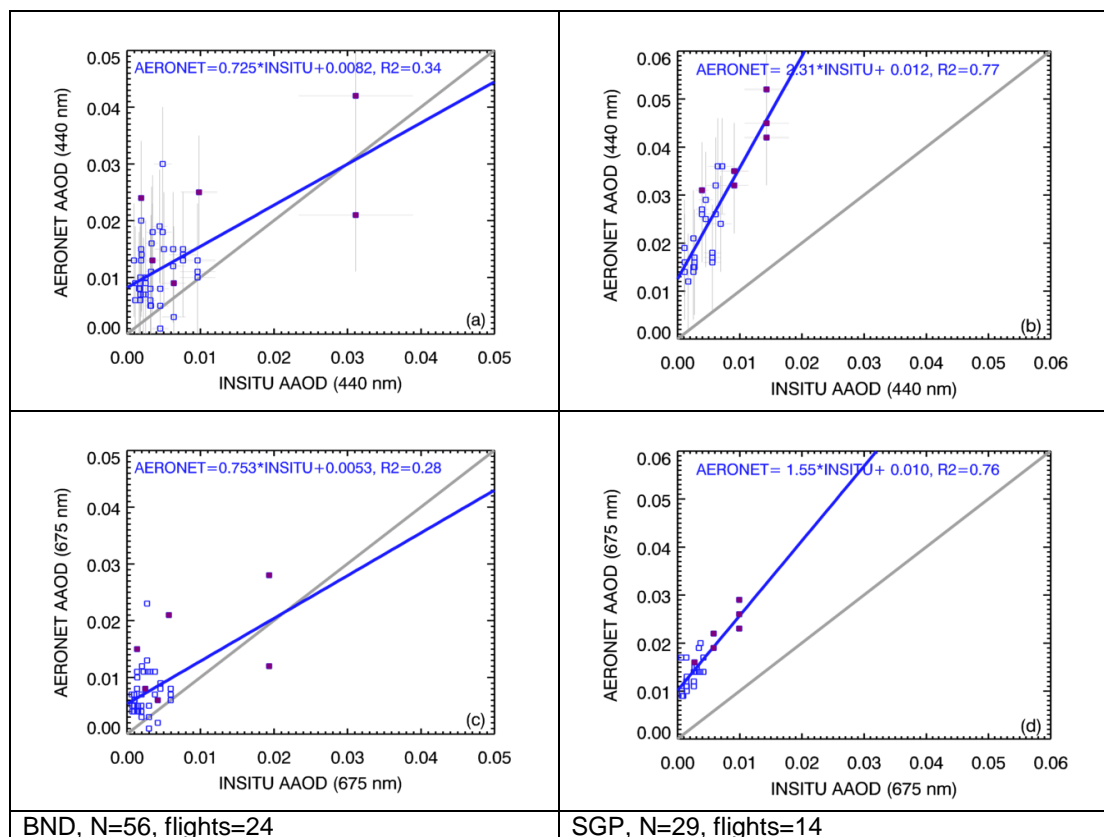 AERONET=0.725*INSITU+0.0082, R2=0.34
AERONET AAOD (440 nm)
0.05
0.04
0.03
0.02
0.01
0.00
(a)
0.00 0.01 0.02 0.03 0.04 0.05
INSITU AAOD (440 nm)
AERONET= 2.31*INSITU+ 0.012, R2=0.77
AERONET AAOD (440 nm)
0.06
0.05
0.04
0.03
0.02
0.01
0.00
(b)
0.00 0.01 0.02 0.03 0.04 0.05 0.06
INSITU AAOD (440 nm)
AERONET=0.753*INSITU+0.0053, R2=0.28
AERONET AAOD (675 nm)
0.05
0.04
0.03
0.02
0.01
0.00
(c)
0.00 0.01 0.02 0.03 0.04 0.05
INSITU AAOD (675 nm)
AERONET= 1.55*INSITU+ 0.010, R2=0.76
AERONET AAOD (675 nm)
0.06
0.05
0.04
0.03
0.02
0.01
0.00
(d)
0.00 0.01 0.02 0.03 0.04 0.05 0.06
INSITU AAOD (675 nm)
BND, N=56, flights=24
SGP, N=29, flights=14